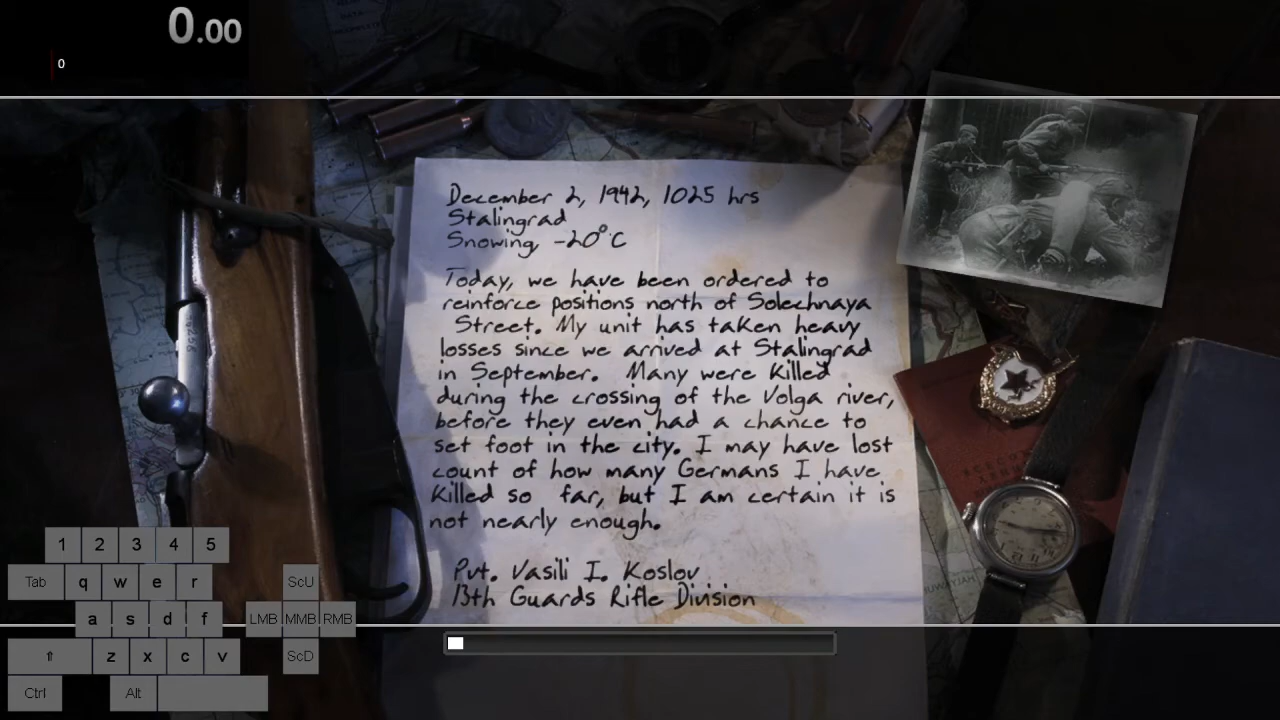 0.00
0
December 2, 1942, 1025 hrs
Stalingrad
Snowing, -20°C
Today, we have been ordered to
reinforce positions north of Solechnaya
Street. My unit has taken heavy
losses since we arrived at Stalingrad
in September. Many were killed
during the crossing of the Volga river,
before they even had a chance to
set foot in the city. I may have lost
count of how many Germans I have
killed so far, but I am certain it is
not nearly enough.
Pvt. Vasili I. Koslov
13th Guards Rifle Division
1 2 3 4 5
Tab q w e r ScU
a s d f LMB MMB RMB
⇧ z x c v ScD
Ctrl Alt